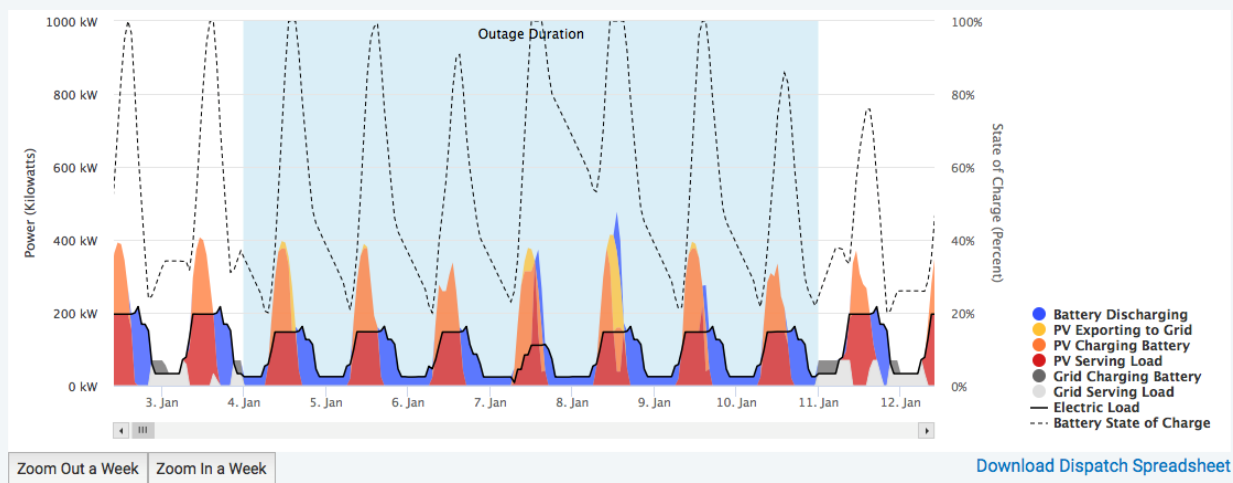 Outage Duration
1000 kW
800 kW
600 kW
400 kW
200 kW
0 kW
Power (Kilowatts)
100%
80%
60%
40%
20%
0%
State of Charge (Percent)
3. Jan
4. Jan
5. Jan
6. Jan
7. Jan
8. Jan
9. Jan
10. Jan
11. Jan
12. Jan
Battery Discharging
PV Exporting to Grid
PV Charging Battery
PV Serving Load
Grid Charging Battery
Grid Serving Load
Electric Load
Battery State of Charge
Zoom Out a Week
Zoom In a Week
Download Dispatch Spreadsheet